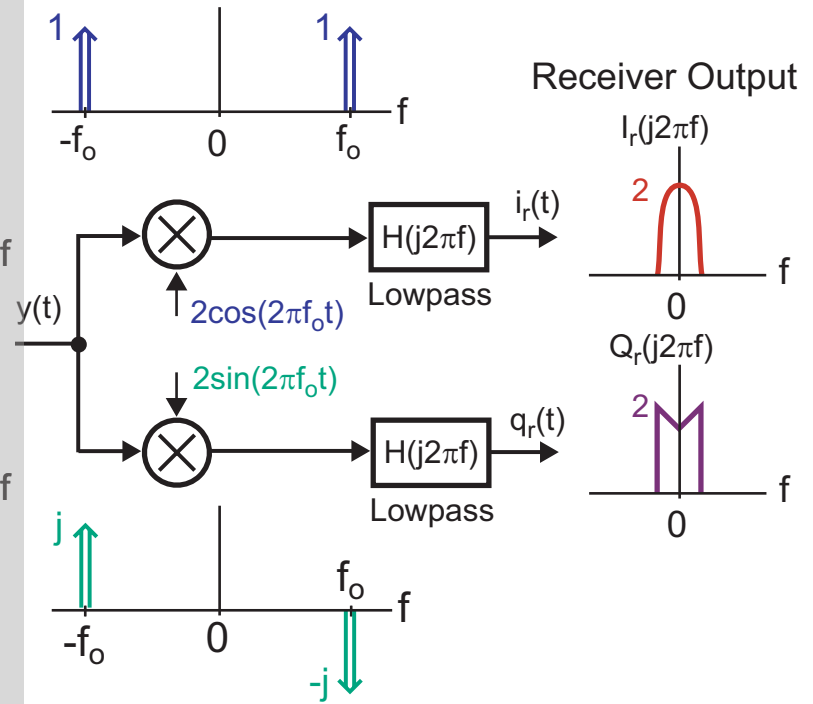 1 1
-fₒ 0 fₒ f
Receiver Output
Iᵣ(j2πf)
2
f
0
f
y(t)
2cos(2πfₒt)
H(j2πf)
Lowpass
iᵣ(t)
2sin(2πfₒt)
H(j2πf)
Lowpass
qᵣ(t)
Qᵣ(j2πf)
2
f
0
f
j
-fₒ 0 fₒ f
-j